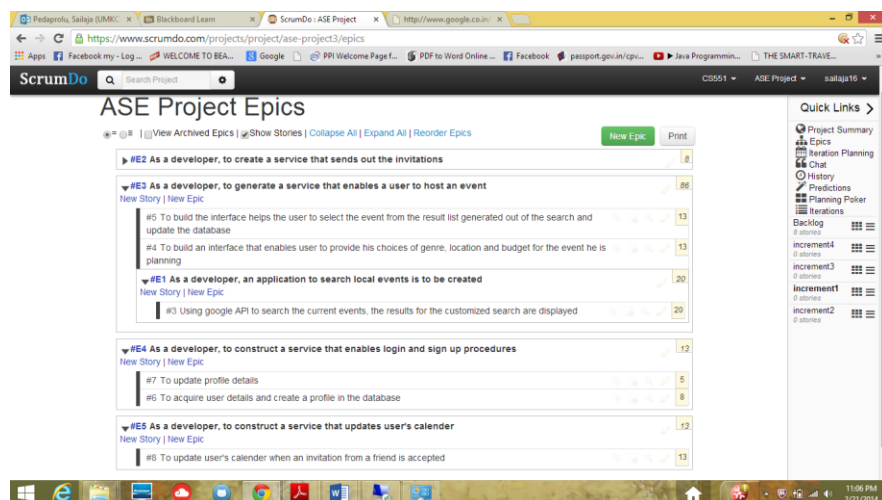 Pedaprolu, Sailaja (UMKC
Blackboard Learn
ScrumDo : ASE Project
http://www.google.co.in/
https://www.scrumdo.com/projects/project/ase-project3/epics
Apps
Facebook my - Log ...
WELCOME TO BEA...
Google
PPI Welcome Page f...
PDF to Word Online ...
Facebook
passport.gov.in/cpv...
Java Programmin...
THE SMART-TRAVE...
ScrumDo
Search Project
CS551
ASE Project
sailaja16
ASE Project Epics
View Archived Epics | Show Stories | Collapse All | Expand All | Reorder Epics
New Epic
Print
#E2 As a developer, to create a service that sends out the invitations
8
#E3 As a developer, to generate a service that enables a user to host an event
New Story | New Epic
#5 To build the interface helps the user to select the event from the result list generated out of the search and
update the database
13
#4 To build an interface that enables user to provide his choices of genre, location and budget for the event he is
planning
13
#E1 As a developer, an application to search local events is to be created
20
New Story | New Epic
#3 Using google API to search the current events, the results for the customized search are displayed
20
#E4 As a developer, to construct a service that enables login and sign up procedures
13
New Story | New Epic
#7 To update profile details
5
#6 To acquire user details and create a profile in the database
8
#E5 As a developer, to construct a service that updates user's calender
13
New Story | New Epic
#8 To update user's calender when an invitation from a friend is accepted
13
Quick Links
Project Summary
Epics
Iteration Planning
Chat
History
Predictions
Planning Poker
Iterations
Backlog
increment4
0 stories
increment3
0 stories
increment1
0 stories
increment2
0 stories
11:06 PM